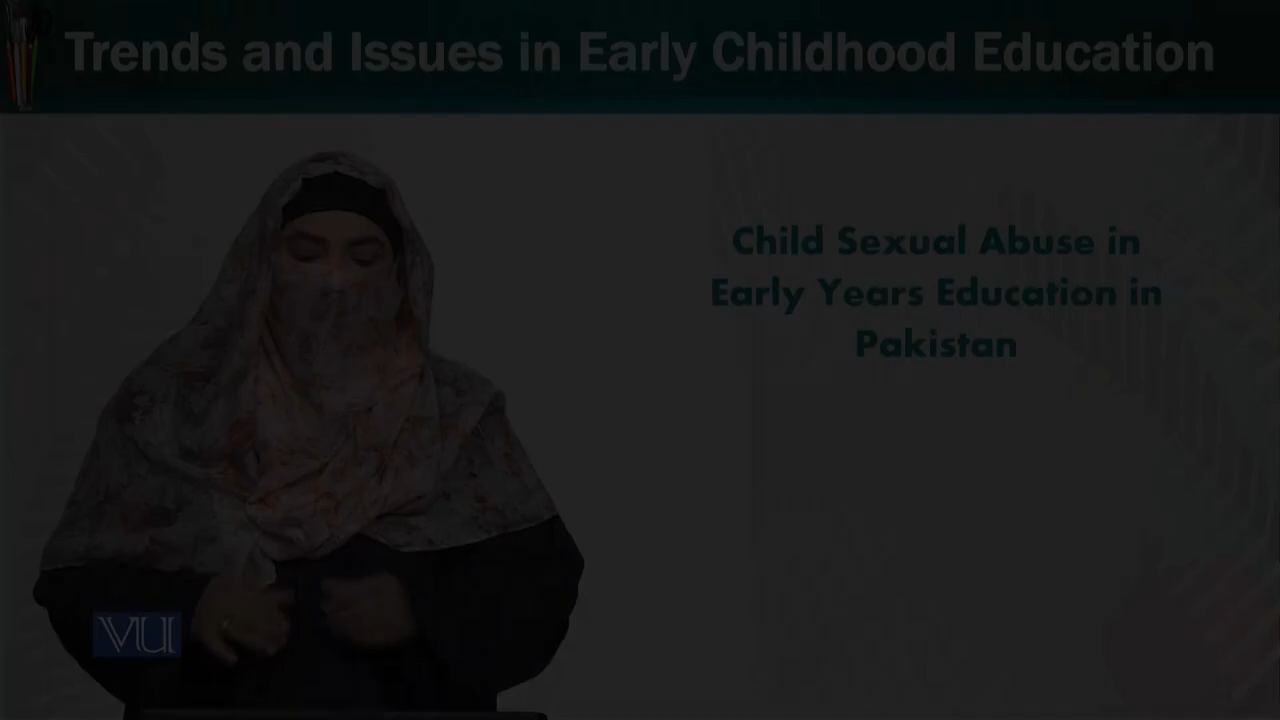 Trends and Issues in Early Childhood Education
Child Sexual Abuse in
Early Years Education in
Pakistan
VU